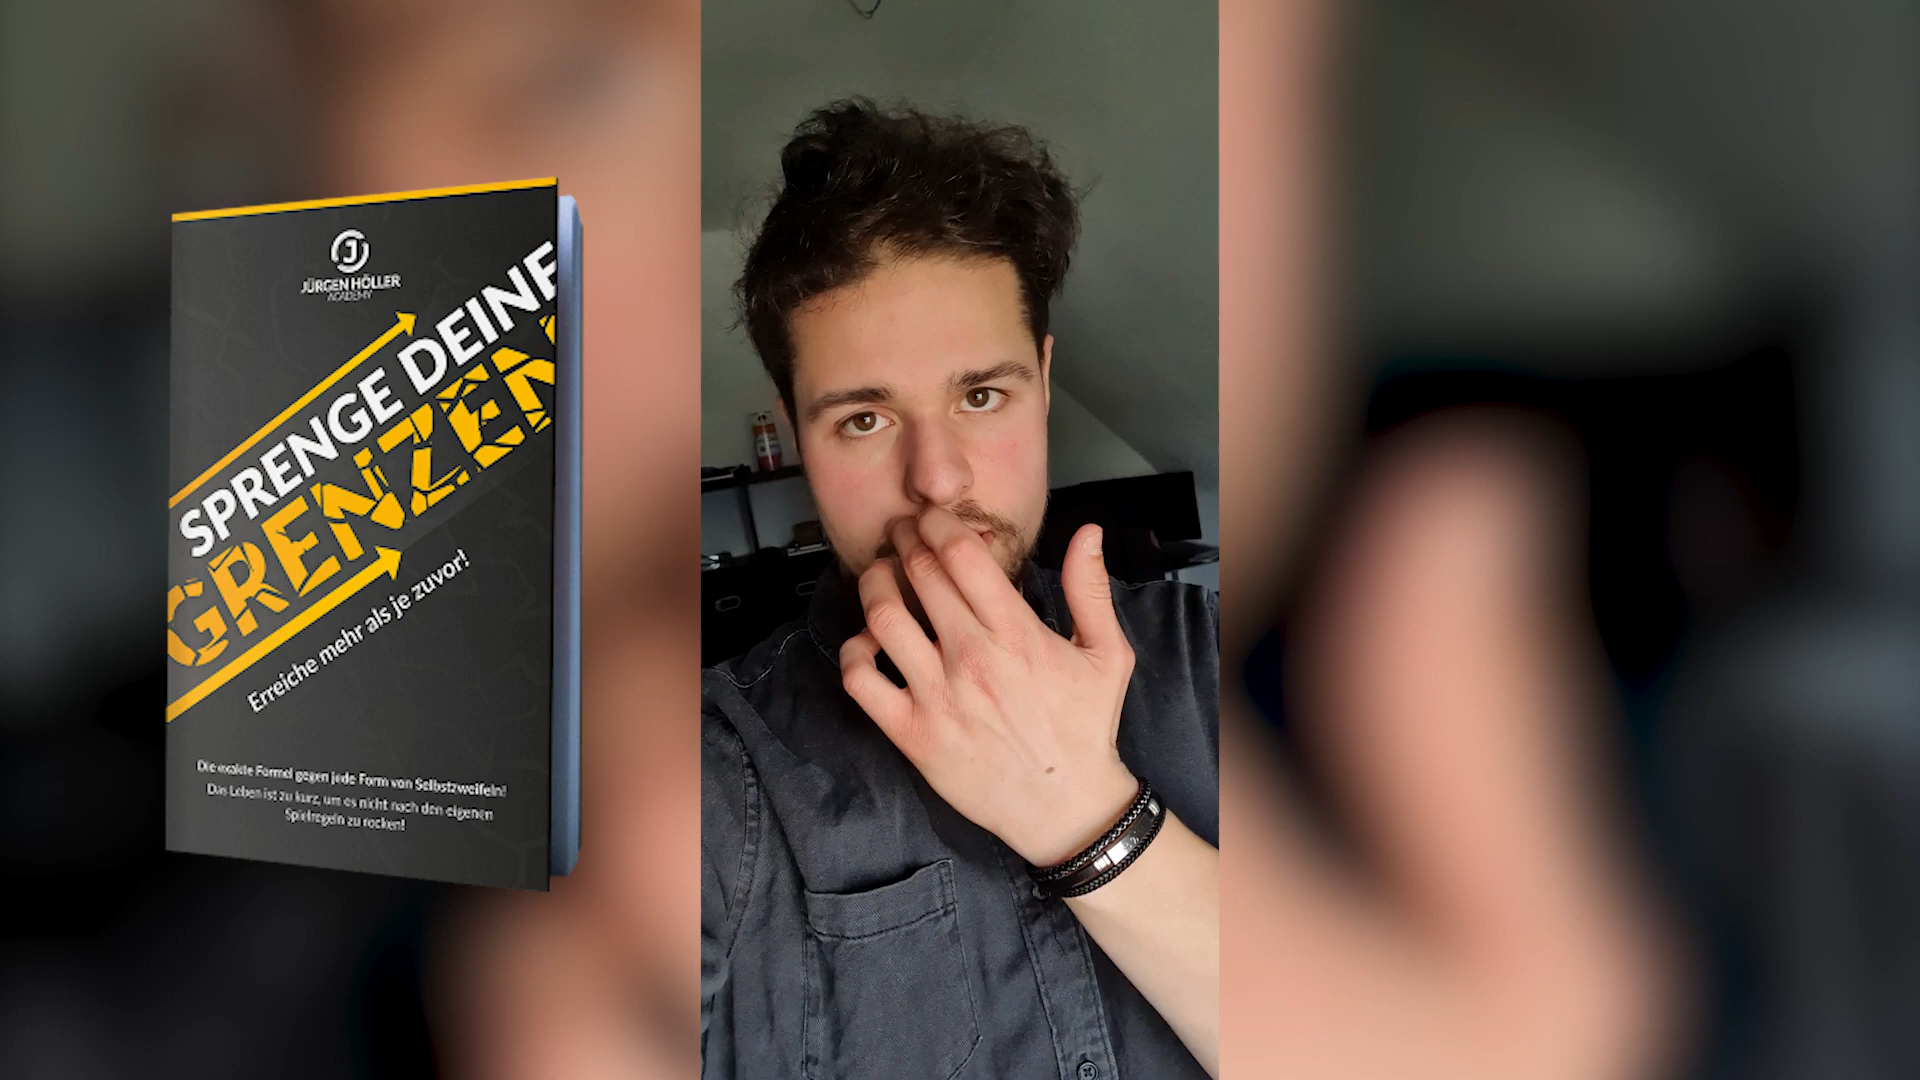 J
JÜRGEN HÖLLER
ACADEMY
SPRENGE DEINE
GRENZEN
Erreiche mehr als je zuvor!
Die exakte Formel gegen jede Form von Selbstzweifeln!
Das Leben ist zu kurz, um es nicht nach den eigenen
Spielregeln zu rocken!